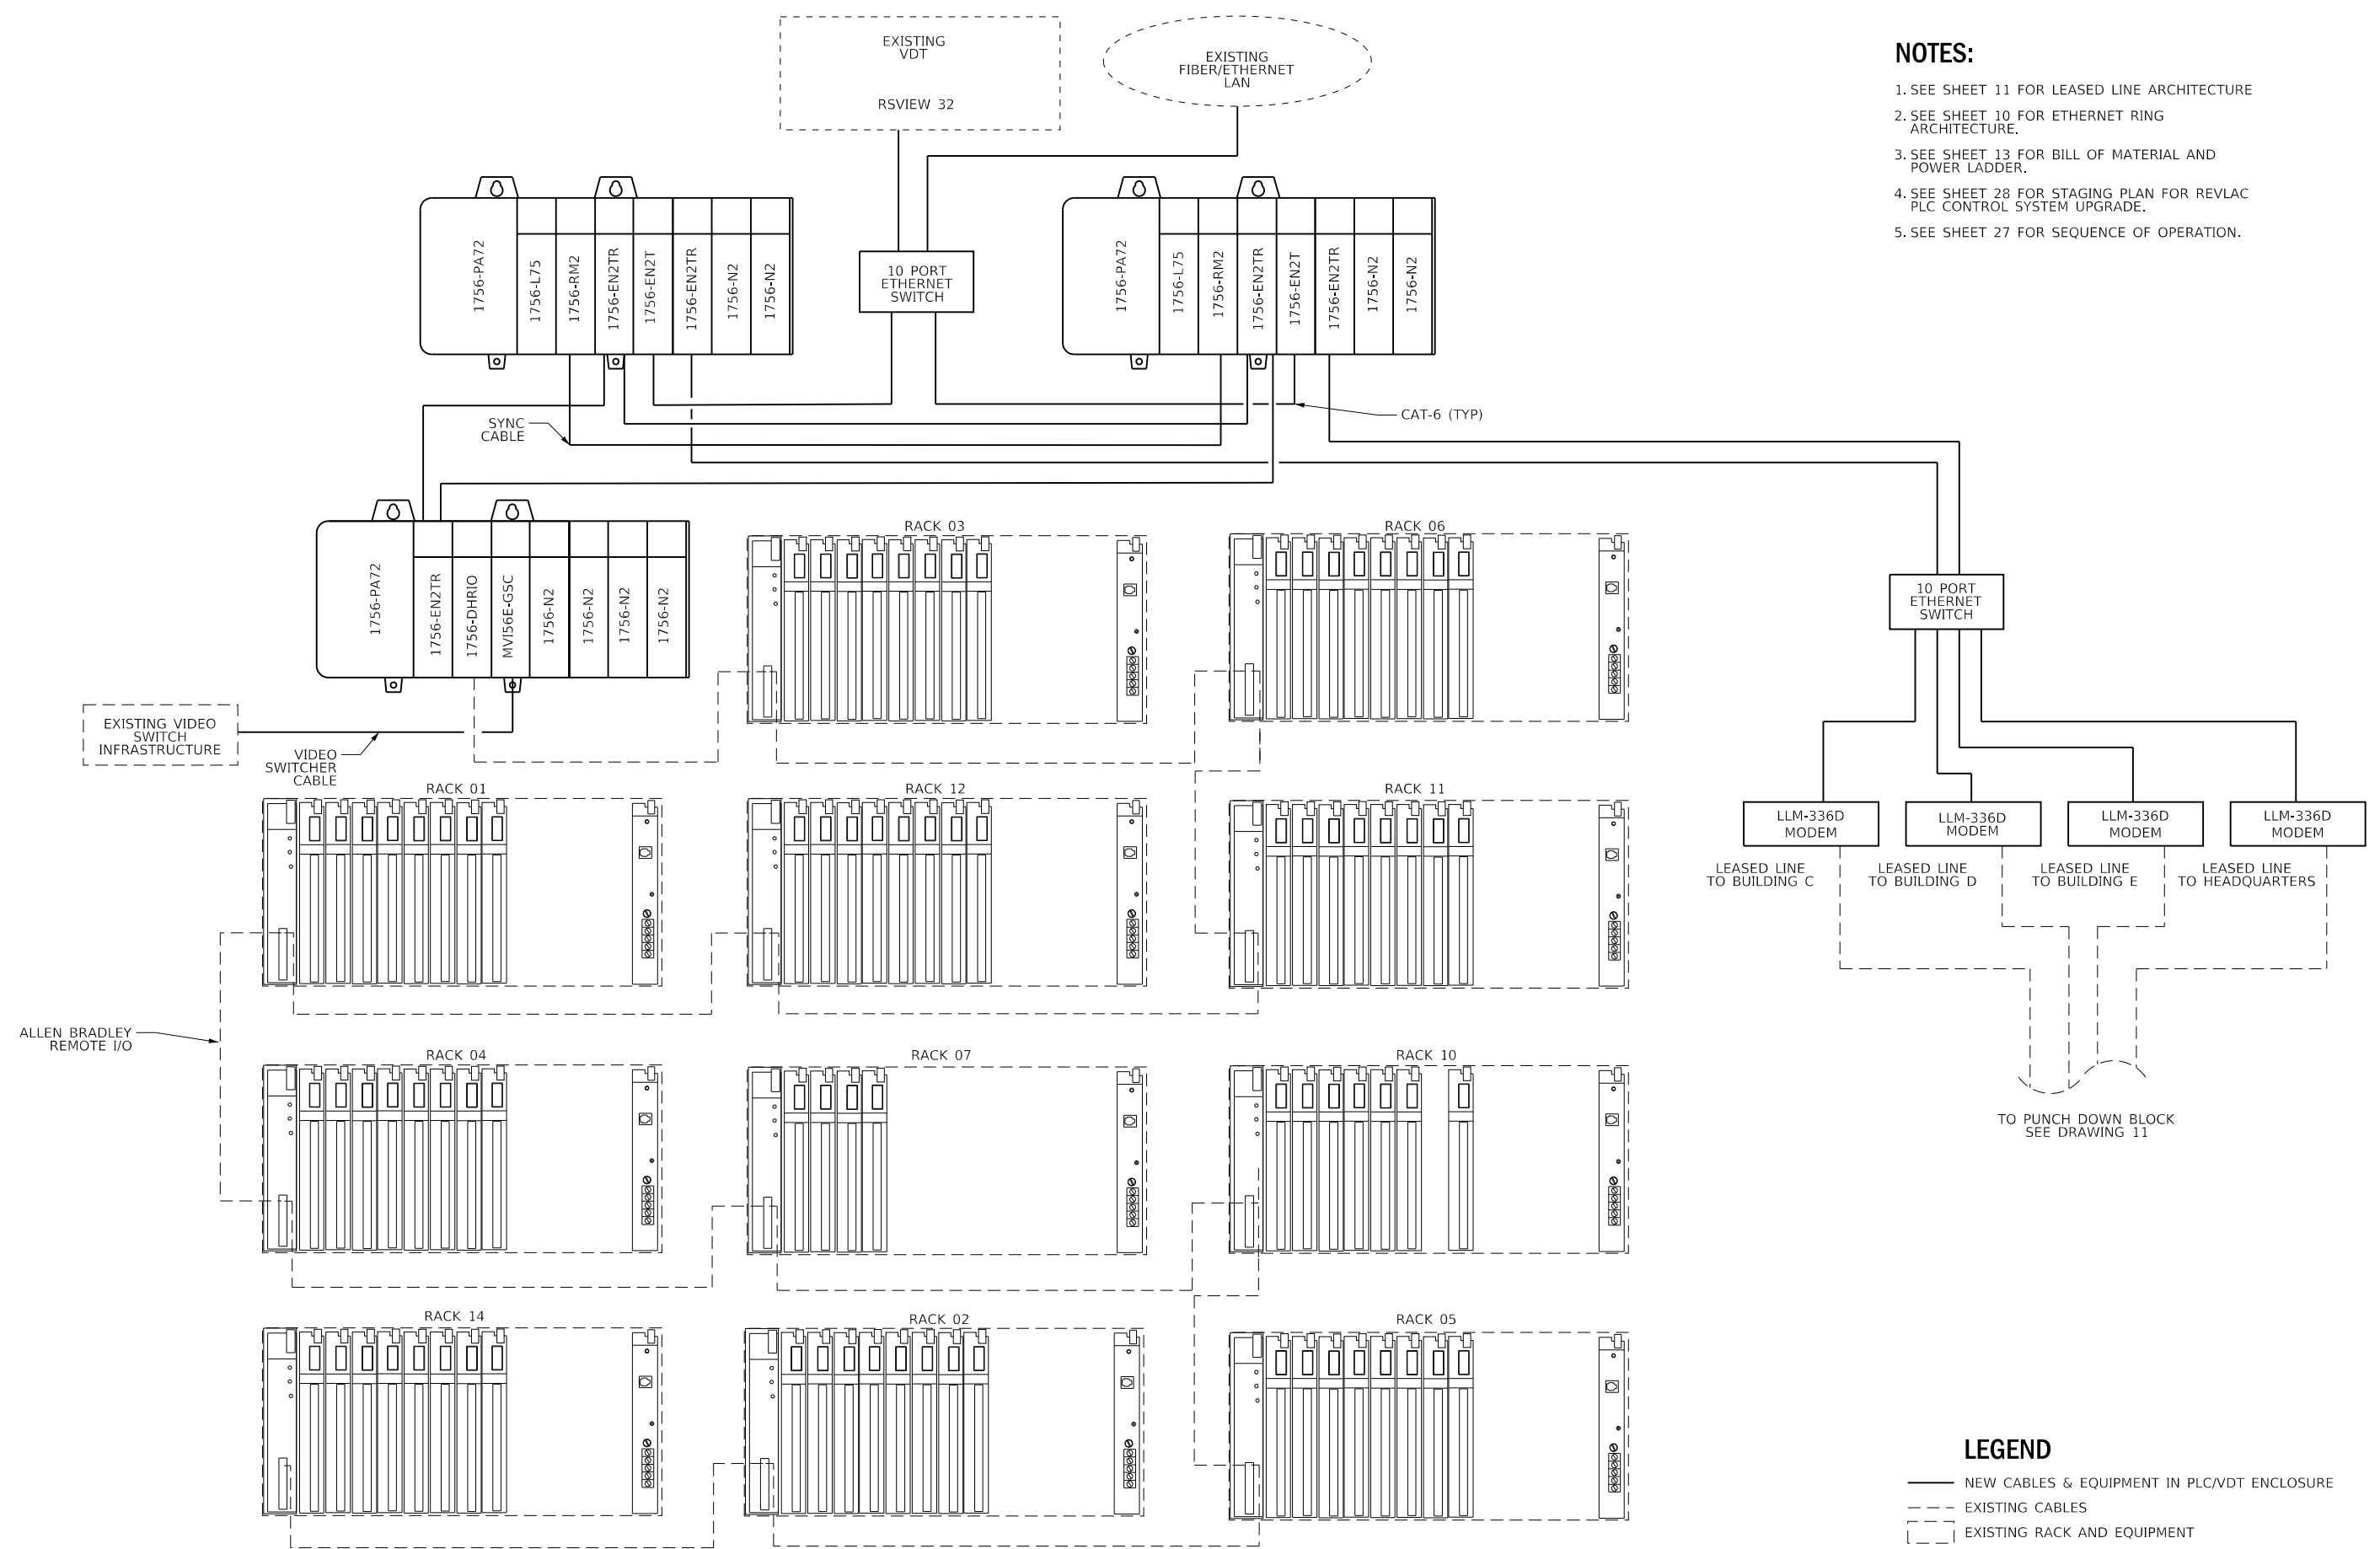 EXISTING
VDT
RSVIEW 32
EXISTING
FIBER/ETHERNET
LAN
NOTES:
1. SEE SHEET 11 FOR LEASED LINE ARCHITECTURE
2. SEE SHEET 10 FOR ETHERNET RING
ARCHITECTURE.
3. SEE SHEET 13 FOR BILL OF MATERIAL AND
POWER LADDER.
4. SEE SHEET 28 FOR STAGING PLAN FOR REVLAC
PLC CONTROL SYSTEM UPGRADE.
5. SEE SHEET 27 FOR SEQUENCE OF OPERATION.
1756-PA72
1756-L75
1756-RM2
1756-EN2TR
1756-EN2T
1756-EN2TR
1756-N2
1756-N2
10 PORT
ETHERNET
SWITCH
1756-PA72
1756-L75
1756-RM2
1756-EN2TR
1756-EN2T
1756-EN2TR
1756-N2
1756-N2
SYNC
CABLE
CAT-6 (TYP)
1756-PA72
1756-EN2TR
1756-DHRIO
MVI56E-GSC
1756-N2
1756-N2
1756-N2
1756-N2
RACK 03
RACK 06
10 PORT
ETHERNET
SWITCH
EXISTING VIDEO
SWITCH
INFRASTRUCTURE
VIDEO
SWITCHER
CABLE
RACK 01
RACK 12
RACK 11
LLM-336D
MODEM
LLM-336D
MODEM
LLM-336D
MODEM
LLM-336D
MODEM
LEASED LINE
TO BUILDING C
LEASED LINE
TO BUILDING D
LEASED LINE
TO BUILDING E
LEASED LINE
TO HEADQUARTERS
ALLEN BRADLEY
REMOTE I/O
RACK 04
RACK 07
RACK 10
TO PUNCH DOWN BLOCK
SEE DRAWING 11
RACK 14
RACK 02
RACK 05
LEGEND
NEW CABLES & EQUIPMENT IN PLC/VDT ENCLOSURE
EXISTING CABLES
EXISTING RACK AND EQUIPMENT